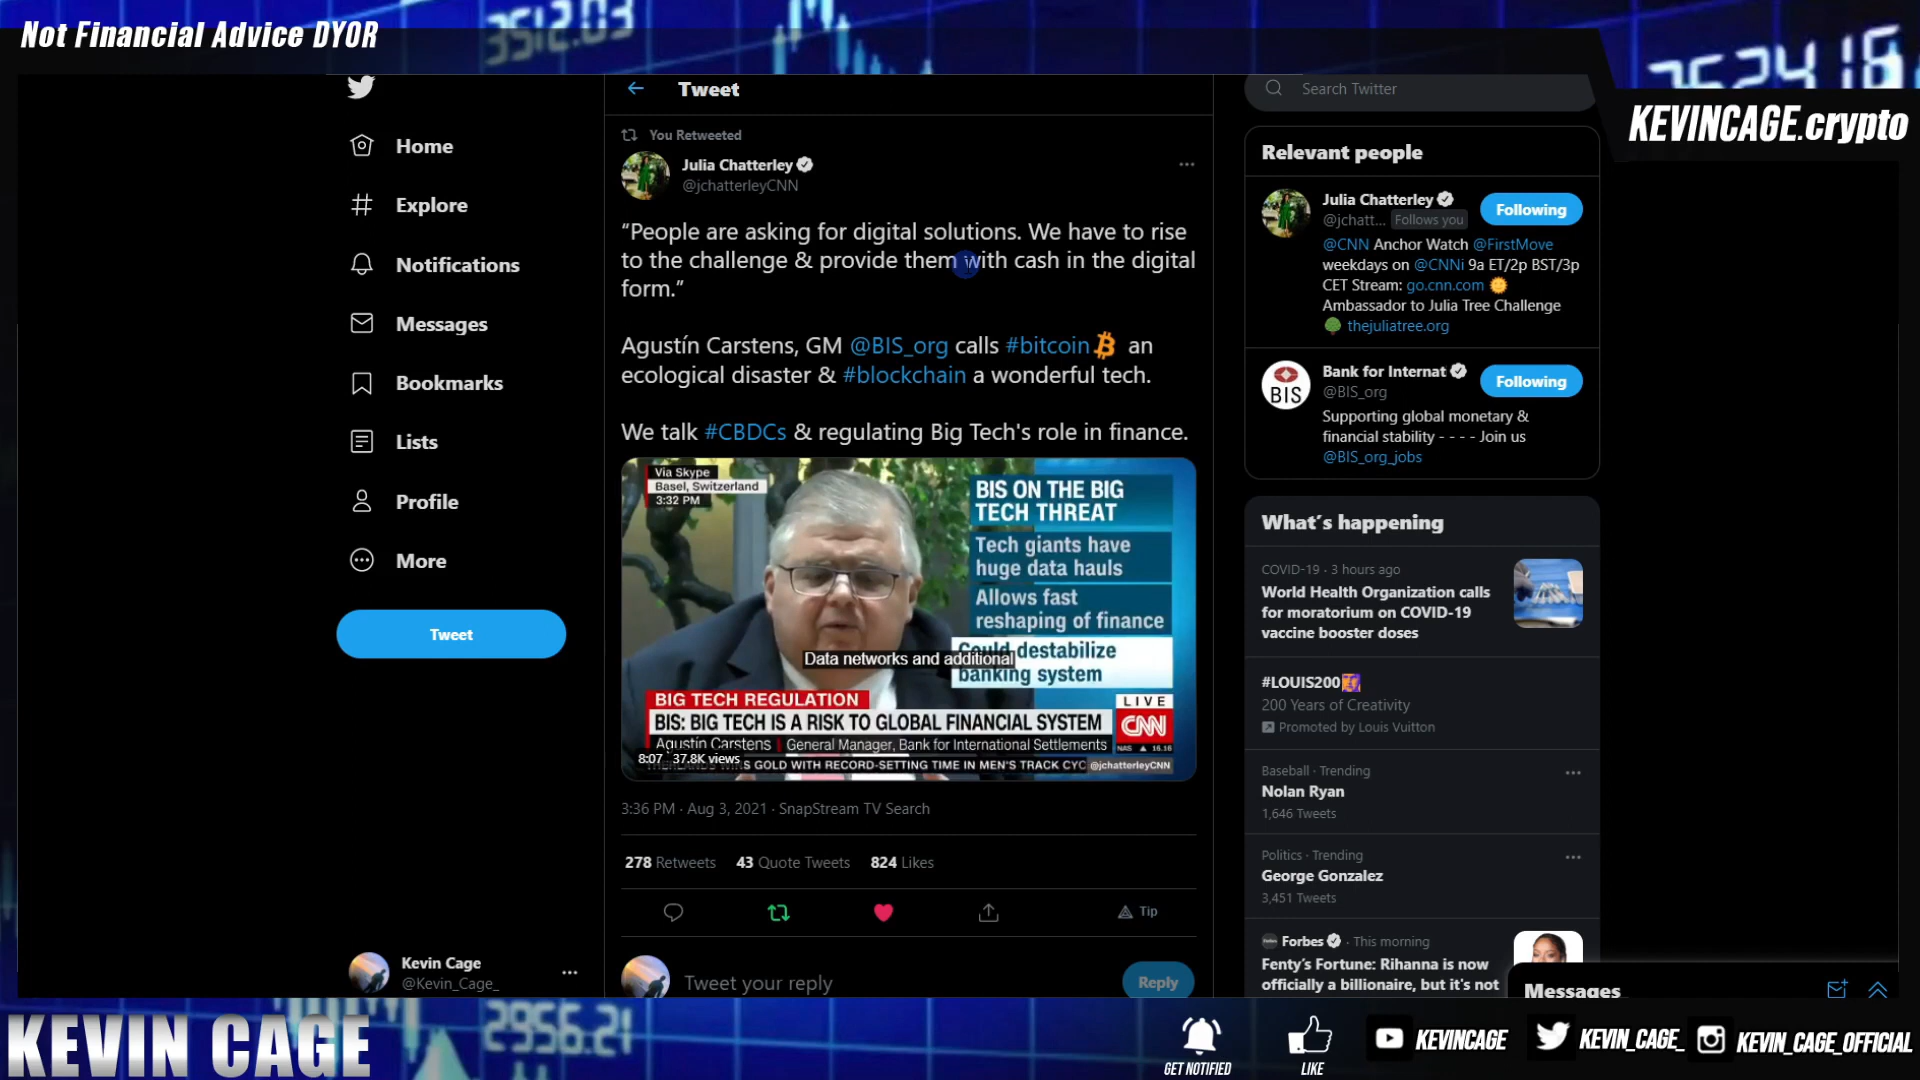 Not Financial Advice DYOR
3512.03
KEVINCAGE.crypto
Home
Explore
Notifications
Messages
Bookmarks
Lists
Profile
More
Tweet
Kevin Cage
@Kevin_Cage_
Tweet
You Retweeted
Julia Chatterley
@jchatterleyCNN
“People are asking for digital solutions. We have to rise
to the challenge & provide them with cash in the digital
form.”
Agustín Carstens, GM @BIS_org calls #bitcoin an
ecological disaster & #blockchain a wonderful tech.
We talk #CBDCs & regulating Big Tech's role in finance.
Via Skype
Basel, Switzerland
3:32 PM
BIS ON THE BIG
TECH THREAT
Tech giants have
huge data hauls
Allows fast
reshaping of finance
Could destabilize
banking system
Data networks and additional
BIG TECH REGULATION
BIS: BIG TECH IS A RISK TO GLOBAL FINANCIAL SYSTEM
Agustín Carstens | General Manager, Bank for International Settlements
LIVE
CNN
NAS ▲ 16.16
8:07 37.8K views
S GOLD WITH RECORD-SETTING TIME IN MEN'S TRACK CYC
@jchatterleyCNN
3:36 PM · Aug 3, 2021 · SnapStream TV Search
278 Retweets 43 Quote Tweets 824 Likes
Tip
Tweet your reply
Reply
Search Twitter
Relevant people
Julia Chatterley
@jchatt... Follows you
Following
@CNN Anchor Watch @FirstMove
weekdays on @CNNi 9a ET/2p BST/3p
CET Stream: go.cnn.com
Ambassador to Julia Tree Challenge
thejuliatree.org
BIS
Bank for Internat
@BIS_org
Following
Supporting global monetary &
financial stability - - - - Join us
@BIS_org_jobs
What’s happening
COVID-19 · 3 hours ago
World Health Organization calls
for moratorium on COVID-19
vaccine booster doses
#LOUIS200
200 Years of Creativity
Promoted by Louis Vuitton
Baseball · Trending
Nolan Ryan
1,646 Tweets
Politics · Trending
George Gonzalez
3,451 Tweets
Forbes · This morning
Fenty’s Fortune: Rihanna is now
officially a billionaire, but it's not
Messages
KEVIN CAGE
2956.21
GET NOTIFIED
LIKE
KEVINCAGE
KEVIN_CAGE_
KEVIN_CAGE_OFFICIAL